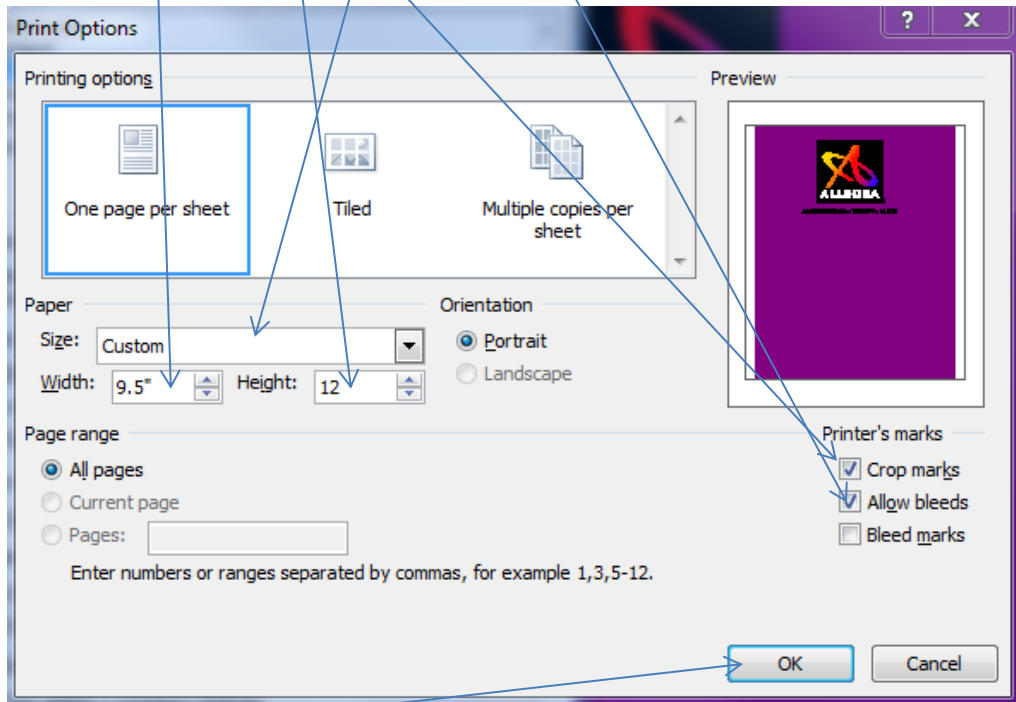 Print Options
? X
Printing options
Preview
One page per sheet
Tiled
Multiple copies per
sheet
ALLEGRA
Paper
Orientation
Size: Custom
Portrait
Width: 9.5" Height: 12
Landscape
Page range
Printer's marks
All pages
Crop marks
Current page
Allow bleeds
Pages:
Bleed marks
Enter numbers or ranges separated by commas, for example 1,3,5-12.
OK
Cancel